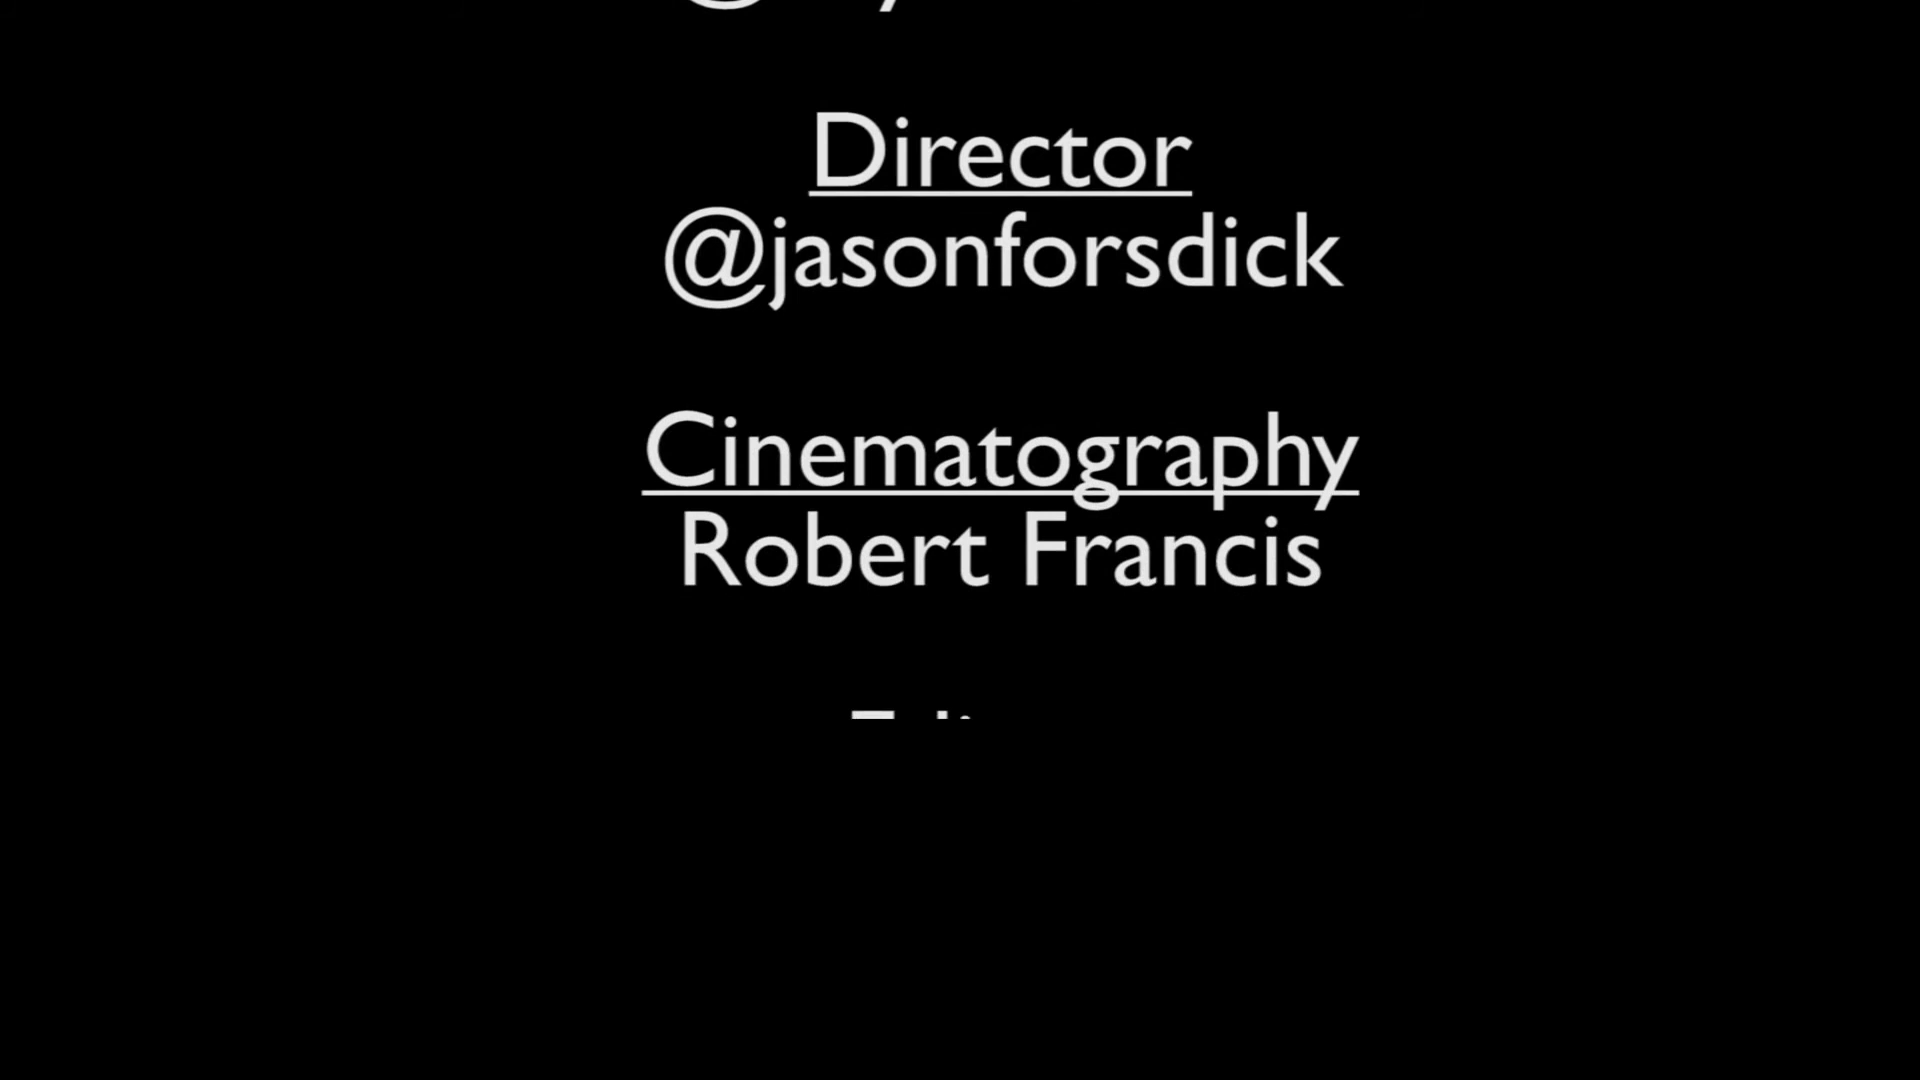 Director
@jasonforsdick
Cinematography
Robert Francis